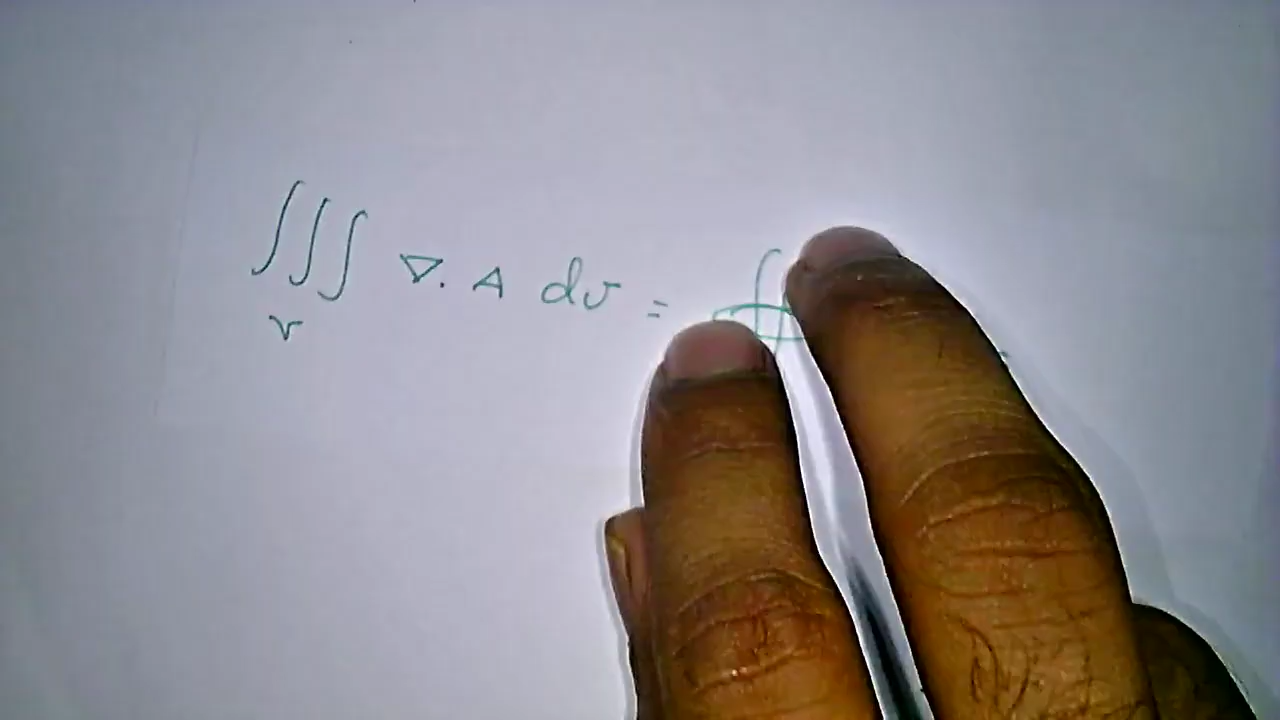 ∭ ∇. A dv = ∯
v